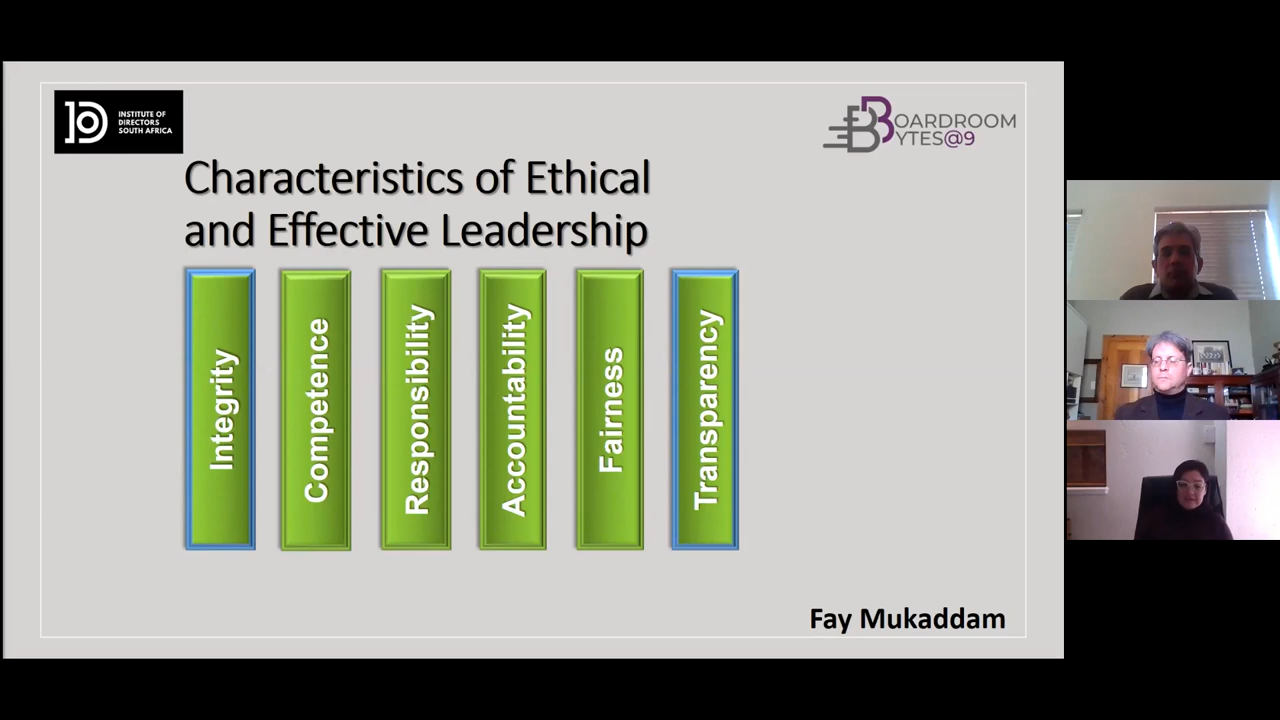 INSTITUTE OF
DIRECTORS
SOUTH AFRICA
BOARDROOM
BYTES@9
Characteristics of Ethical
and Effective Leadership
Integrity
Competence
Responsibility
Accountability
Fairness
Transparency
Fay Mukaddam